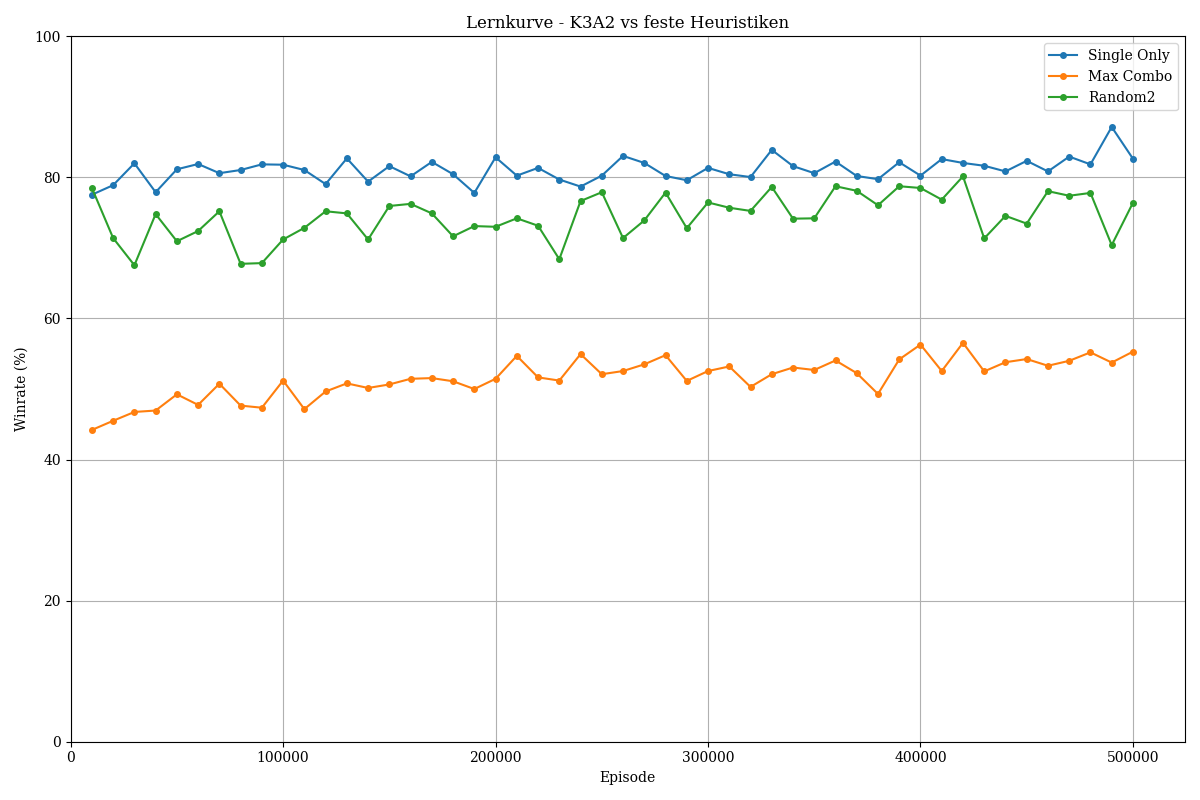 Lernkurve - K3A2 vs feste Heuristiken
Single Only
Max Combo
Random2
Winrate (%)
100
80
60
40
20
0
0 100000 200000 300000 400000 500000
Episode